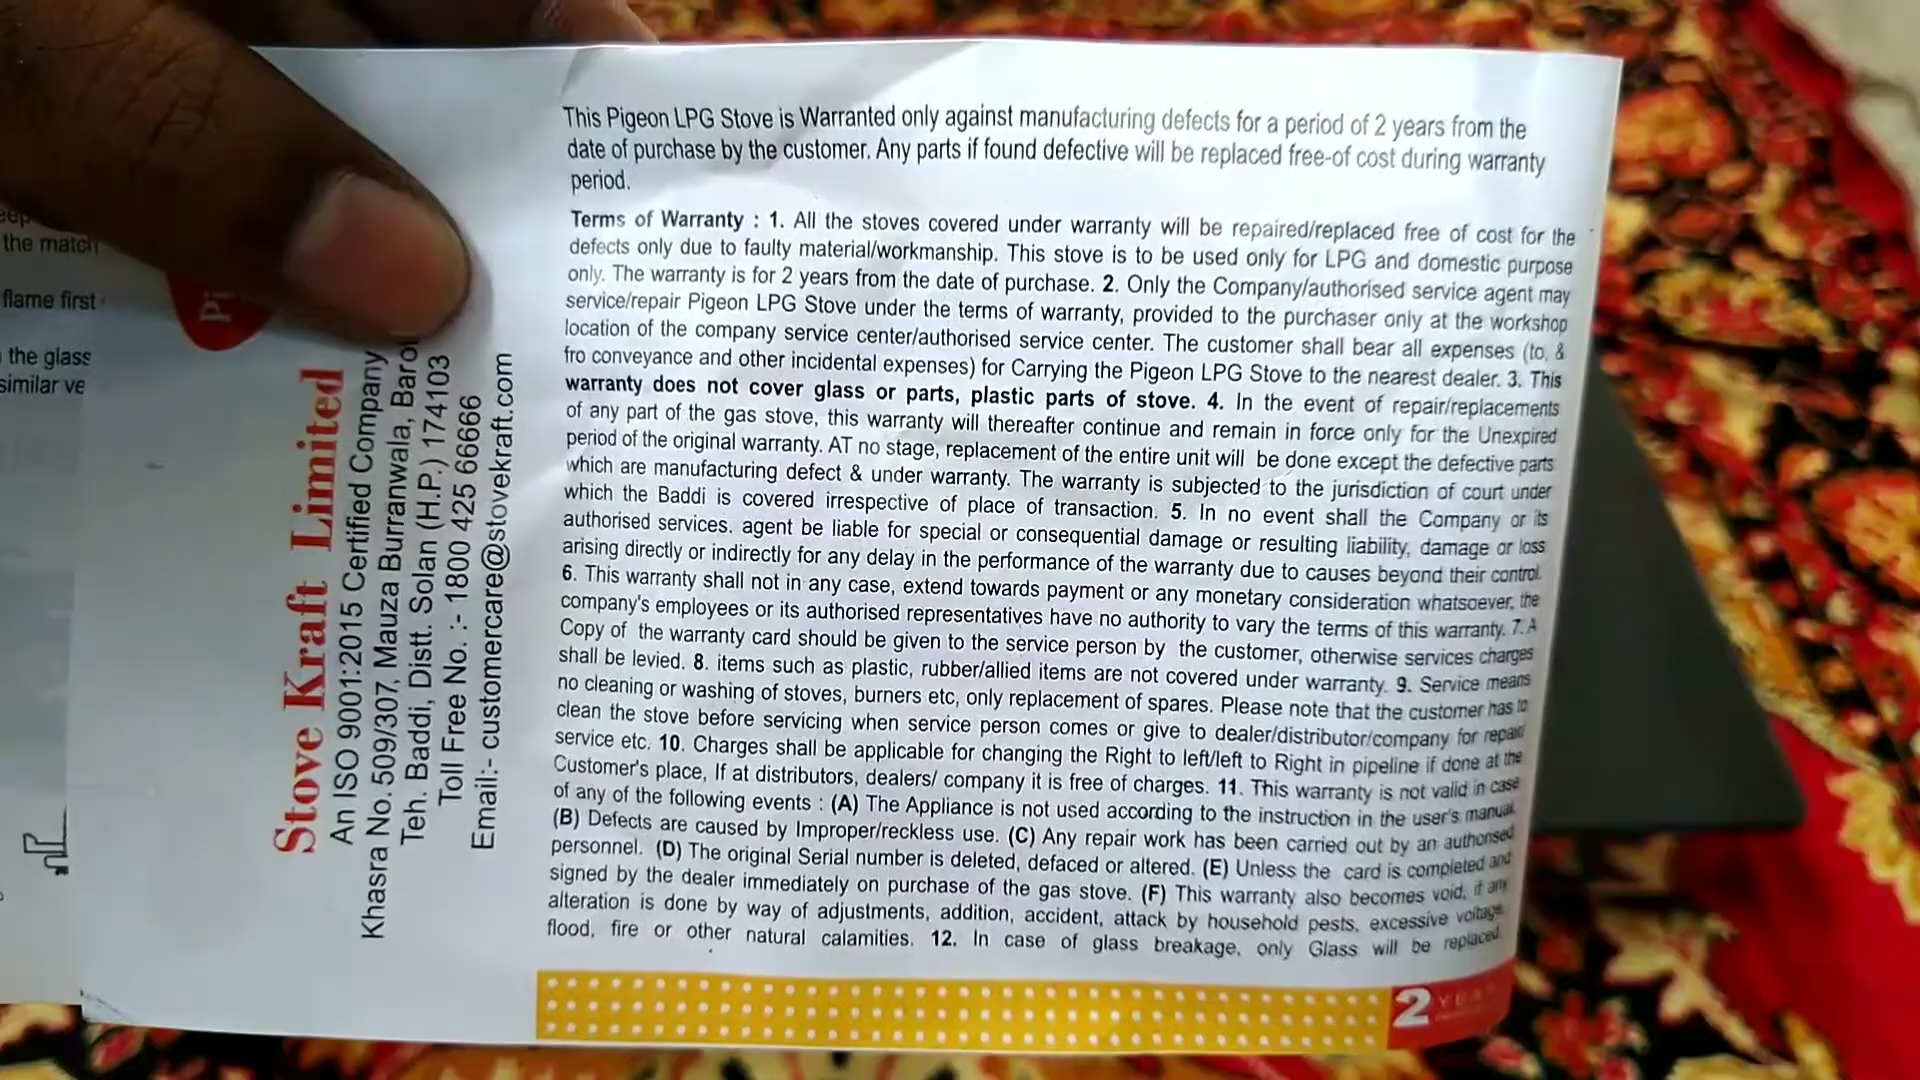 eep
the match
flame first
the glass
similar ve
Stove Kraft Limited
An ISO 9001:2015 Certified Company
Khasra No. 509/307, Mauza Burranwala,
Teh. Baddi, Distt. Solan (H.P.) 174103
Toll Free No. :- 1800 425 66666
Email:- customercare@stovekraft.com
This Pigeon LPG Stove is Warranted only against manufacturing defects for a period of 2 years from the
date of purchase by the customer. Any parts if found defective will be replaced free-of cost during warranty
period.
Terms of Warranty : 1. All the stoves covered under warranty will be repaired/replaced free of cost for the
defects only due to faulty material/workmanship. This stove is to be used only for LPG and domestic purpose
only. The warranty is for 2 years from the date of purchase. 2. Only the Company/authorised service agent may
service/repair Pigeon LPG Stove under the terms of warranty, provided to the purchaser only at the workshop
location of the company service center/authorised service center. The customer shall bear all expenses (to, &
fro conveyance and other incidental expenses) for Carrying the Pigeon LPG Stove to the nearest dealer. 3. This
warranty does not cover glass or parts, plastic parts of stove. 4. In the event of repair/replacements
of any part of the gas stove, this warranty will thereafter continue and remain in force only for the Unexpired
period of the original warranty. AT no stage, replacement of the entire unit will be done except the defective parts
which are manufacturing defect & under warranty. The warranty is subjected to the jurisdiction of court under
which the Baddi is covered irrespective of place of transaction. 5. In no event shall the Company or its
authorised services. agent be liable for special or consequential damage or resulting liability, damage or loss
arising directly or indirectly for any delay in the performance of the warranty due to causes beyond their control.
6. This warranty shall not in any case, extend towards payment or any monetary consideration whatsoever, the
company's employees or its authorised representatives have no authority to vary the terms of this warranty. 7. A
Copy of the warranty card should be given to the service person by the customer, otherwise services charges
shall be levied. 8. items such as plastic, rubber/allied items are not covered under warranty. 9. Service means
no cleaning or washing of stoves, burners etc, only replacement of spares. Please note that the customer has to
clean the stove before servicing when service person comes or give to dealer/distributor/company for repair/
service etc. 10. Charges shall be applicable for changing the Right to left/left to Right in pipeline if done at the
Customer's place, If at distributors, dealers/ company it is free of charges. 11. This warranty is not valid in case
of any of the following events : (A) The Appliance is not used according to the instruction in the user's manual.
(B) Defects are caused by Improper/reckless use. (C) Any repair work has been carried out by an authorised
personnel. (D) The original Serial number is deleted, defaced or altered. (E) Unless the card is completed and
signed by the dealer immediately on purchase of the gas stove. (F) This warranty also becomes void, if any
alteration is done by way of adjustments, addition, accident, attack by household pests, excessive voltage,
flood, fire or other natural calamities. 12. In case of glass breakage, only Glass will be replaced.
2